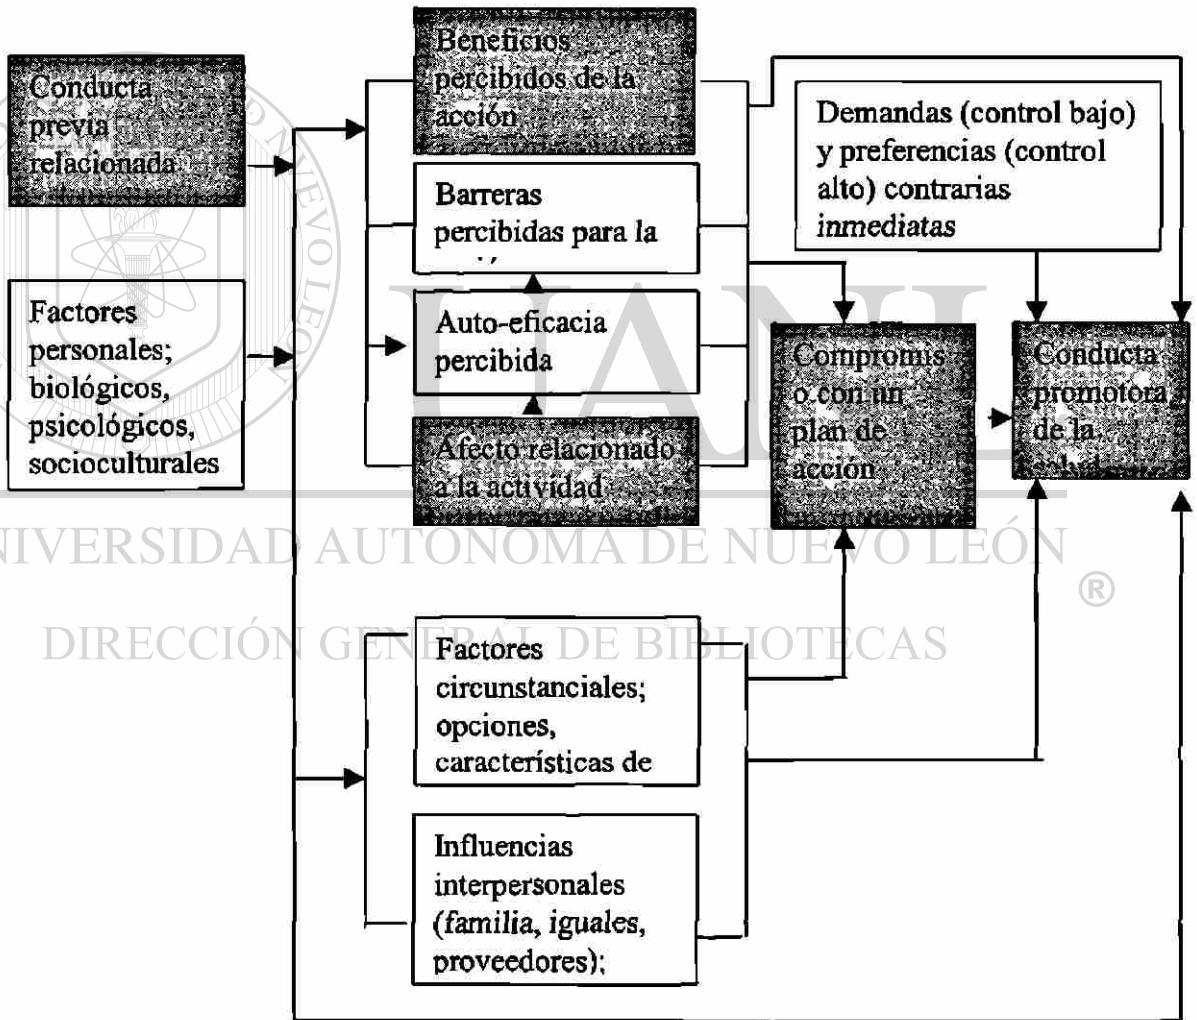 Conducta
previa
relacionada
Factores
personales;
biológicos,
psicológicos,
socioculturales
Beneficios
percibidos de la
acción
Barreras
percibidas para la
Auto-eficacia
percibida
Afecto relacionado
a la actividad
Demandas (control bajo)
y preferencias (control
alto) contrarias
inmediatas
Compromis
o con un
plan de
acción
Conducta
promotora
de la
Factores
circunstanciales;
opciones,
características de
Influencias
interpersonales
(familia, iguales,
proveedores);
UANL
NIVERSIDAD AUTÓNOMA DE NUEVO LEÓN
®
DIRECCIÓN GENERAL DE BIBLIOTECAS